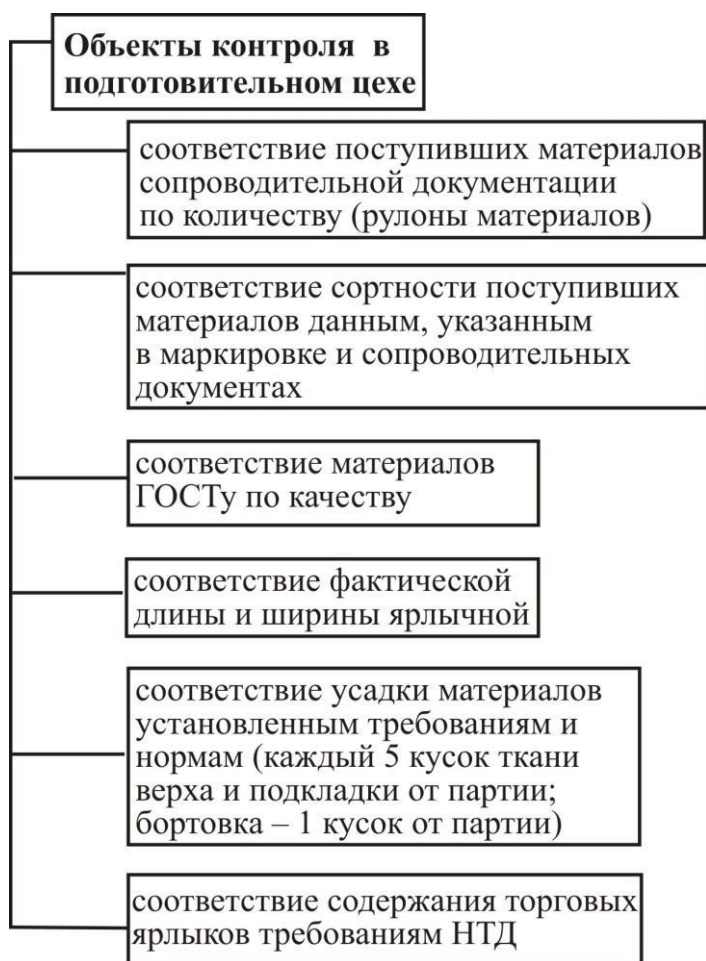 Объекты контроля в
подготовительном цехе
соответствие поступивших материалов
сопроводительной документации
по количеству (рулоны материалов)
соответствие сортности поступивших
материалов данным, указанным
в маркировке и сопроводительных
документах
соответствие материалов
ГОСТу по качеству
соответствие фактической
длины и ширины ярлычной
соответствие усадки материалов
установленным требованиям и
нормам (каждый 5 кусок ткани
верха и подкладки от партии;
бортовка – 1 кусок от партии)
соответствие содержания торговых
ярлыков требованиям НТД